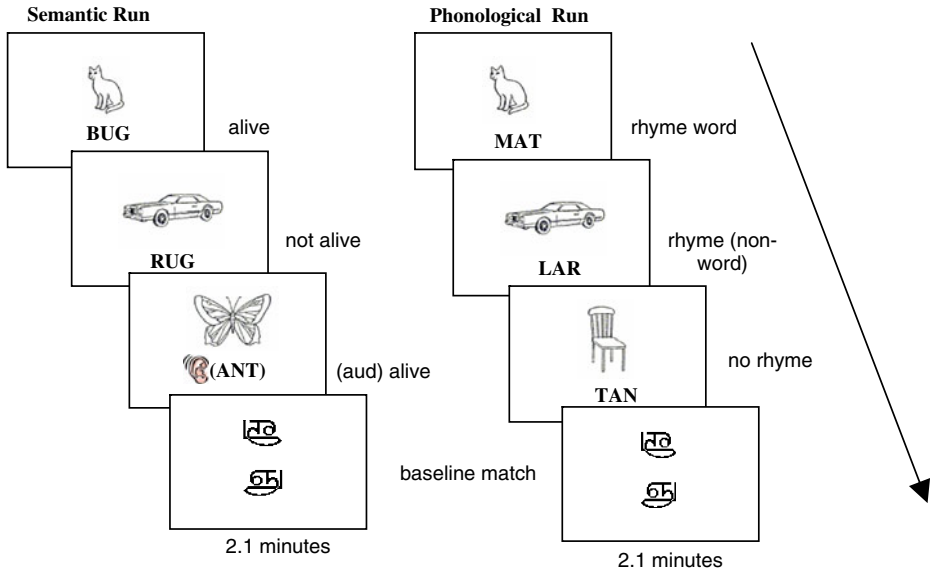 Semantic Run
BUG
alive
RUG
not alive
(ANT)
(aud) alive
2.1 minutes
Phonological Run
MAT
rhyme word
LAR
rhyme (non-
word)
TAN
no rhyme
baseline match
2.1 minutes